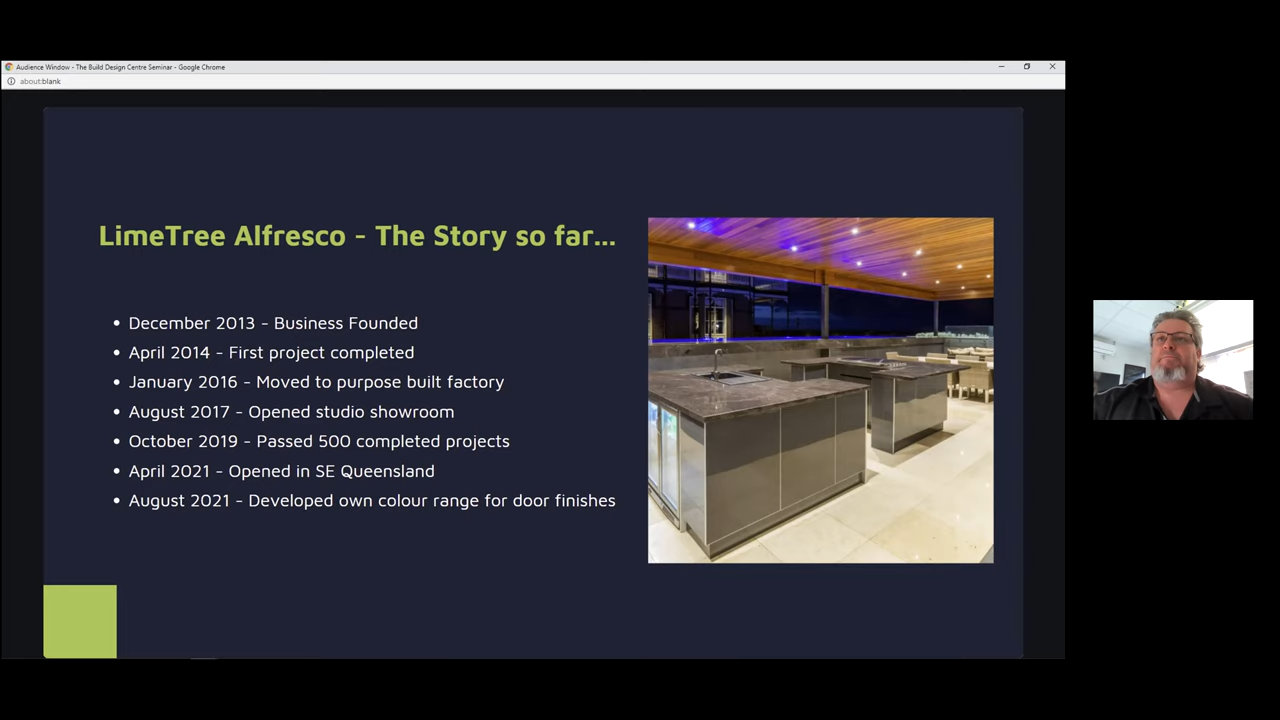 Audience Window - The Build Design Centre Seminar - Google Chrome
about:blank
LimeTree Alfresco - The Story so far...
• December 2013 - Business Founded
• April 2014 - First project completed
• January 2016 - Moved to purpose built factory
• August 2017 - Opened studio showroom
• October 2019 - Passed 500 completed projects
• April 2021 - Opened in SE Queensland
• August 2021 - Developed own colour range for door finishes